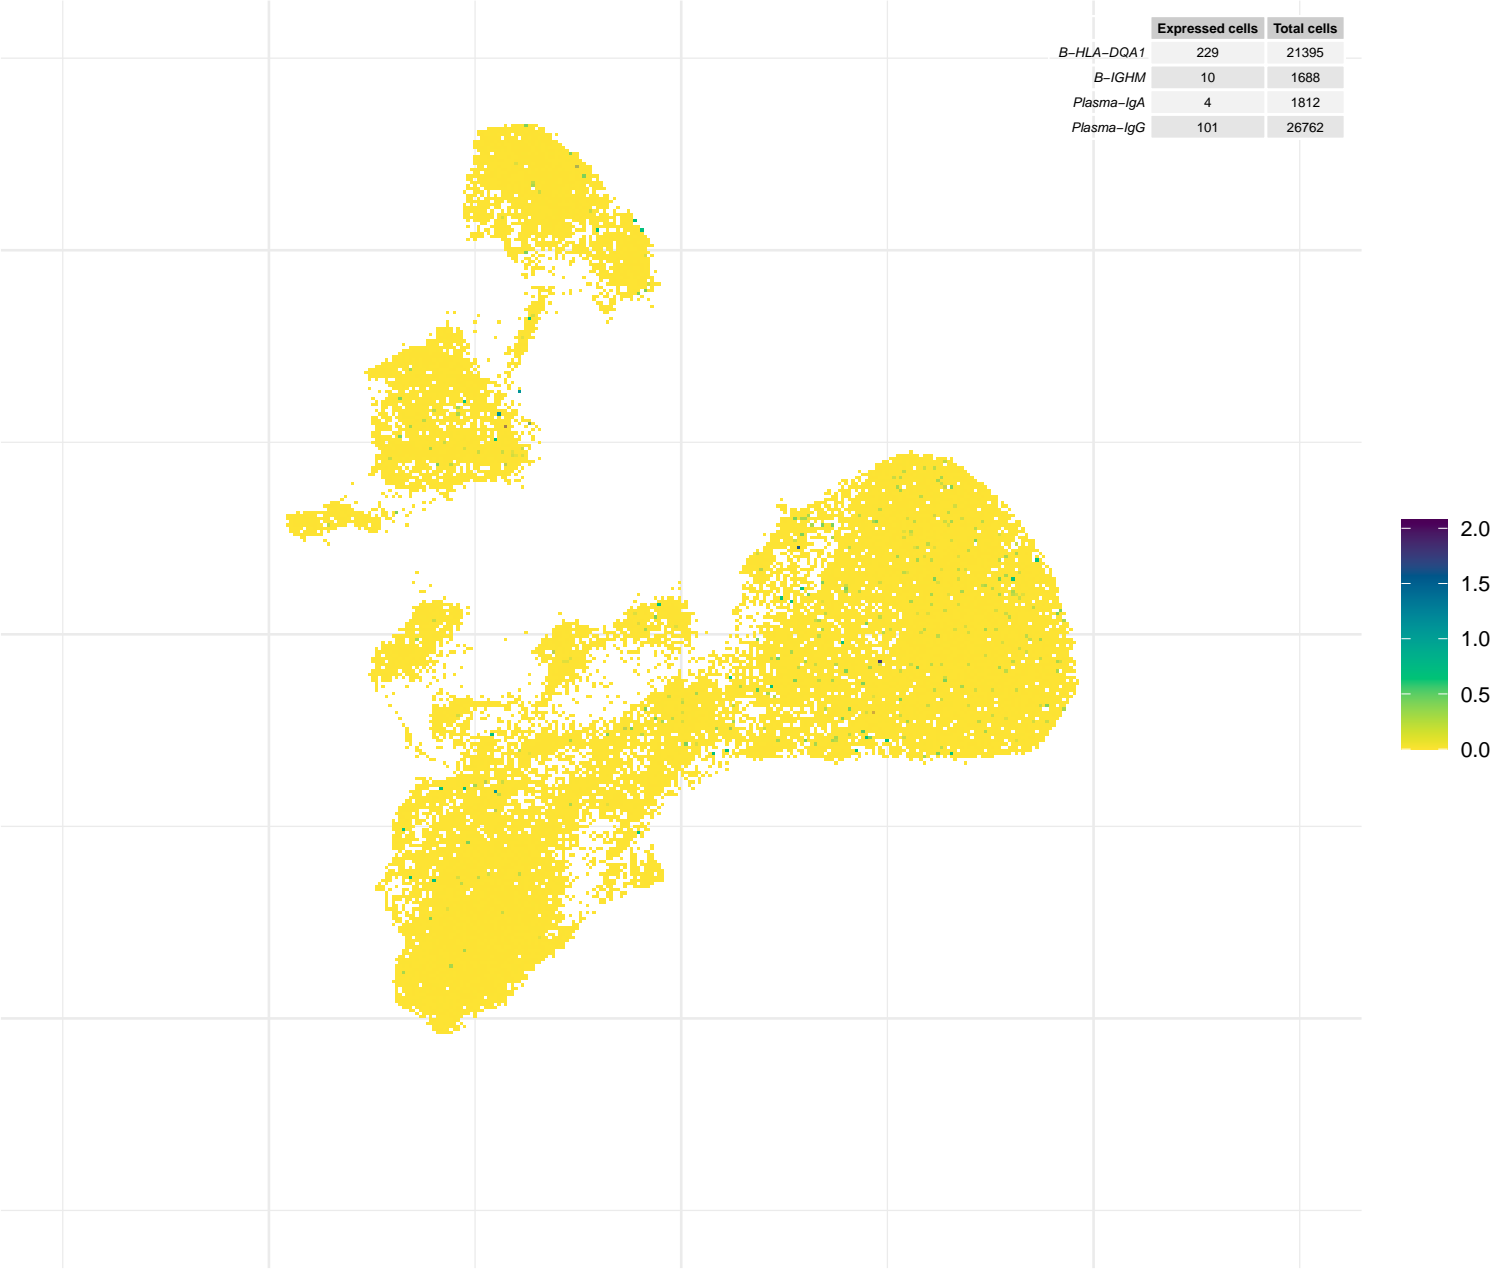 Expressed cells Total cells
B−HLA−DQA1 229 21395
B−IGHM 10 1688
Plasma−IgA 4 1812
Plasma−IgG 101 26762
2.0
1.5
1.0
0.5
0.0